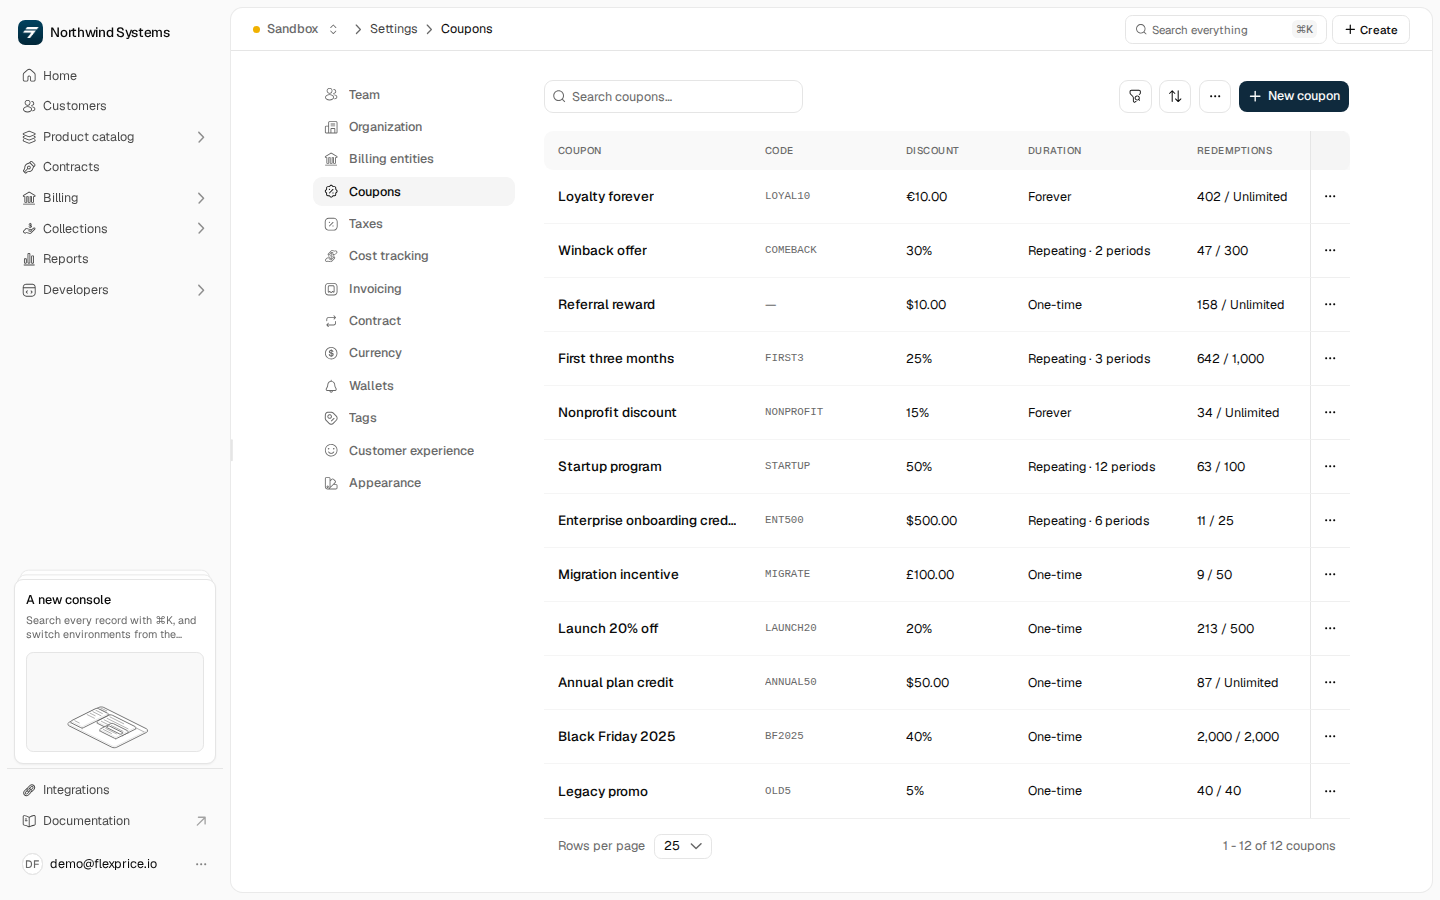 Northwind Systems
Home
Customers
Product catalog
Contracts
Billing
Collections
Reports
Developers
A new console
Search every record with ⌘K, and
switch environments from the...
Integrations
Documentation
DF demo@flexprice.io
Sandbox Settings Coupons
Search everything ⌘K
Create
Team
Organization
Billing entities
Coupons
Taxes
Cost tracking
Invoicing
Contract
Currency
Wallets
Tags
Customer experience
Appearance
Search coupons...
New coupon
COUPON CODE DISCOUNT DURATION REDEMPTIONS
Loyalty forever LOYAL10 €10.00 Forever 402 / Unlimited
Winback offer COMEBACK 30% Repeating · 2 periods 47 / 300
Referral reward — $10.00 One-time 158 / Unlimited
First three months FIRST3 25% Repeating · 3 periods 642 / 1,000
Nonprofit discount NONPROFIT 15% Forever 34 / Unlimited
Startup program STARTUP 50% Repeating · 12 periods 63 / 100
Enterprise onboarding cred... ENT500 $500.00 Repeating · 6 periods 11 / 25
Migration incentive MIGRATE £100.00 One-time 9 / 50
Launch 20% off LAUNCH20 20% One-time 213 / 500
Annual plan credit ANNUAL50 $50.00 One-time 87 / Unlimited
Black Friday 2025 BF2025 40% One-time 2,000 / 2,000
Legacy promo OLD5 5% One-time 40 / 40
Rows per page 25
1 - 12 of 12 coupons